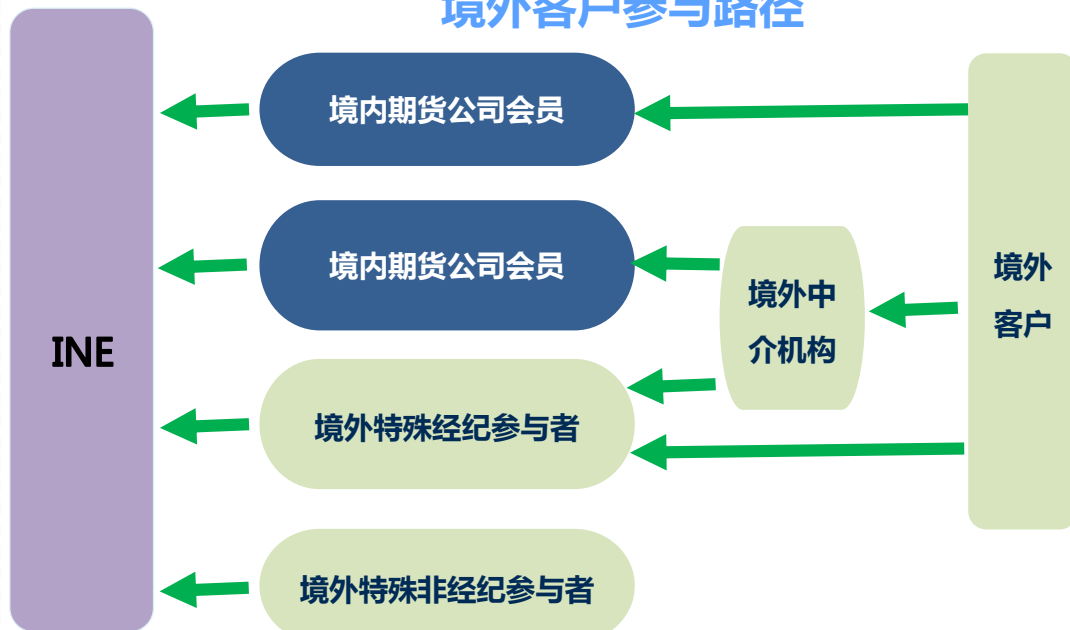 境外客户参与路径
境内期货公司会员
境内期货公司会员
境外中
介机构
境外
客户
INE
境外特殊经纪参与者
境外特殊非经纪参与者